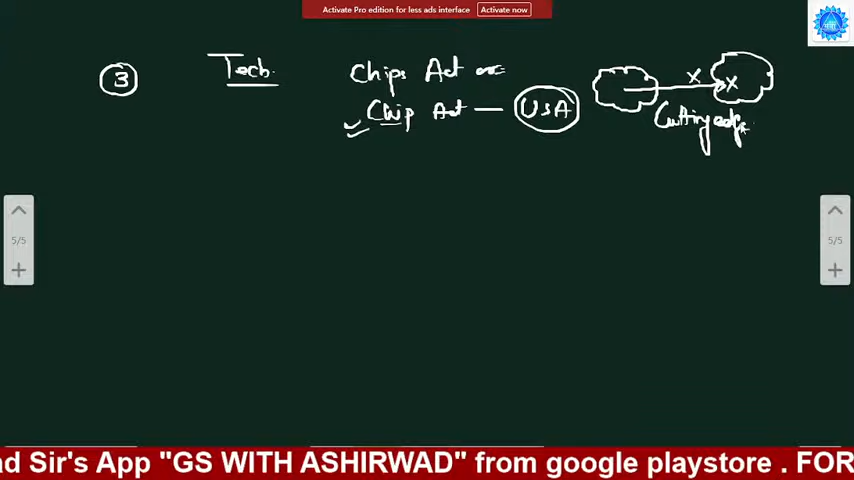 Activate Pro edition for less ads interface Activate now
3 Tech. Chips Act
Chip Act — USA
Cutting edge
5/5 5/5
ad Sir's App "GS WITH ASHIRWAD" from google playstore . FOR